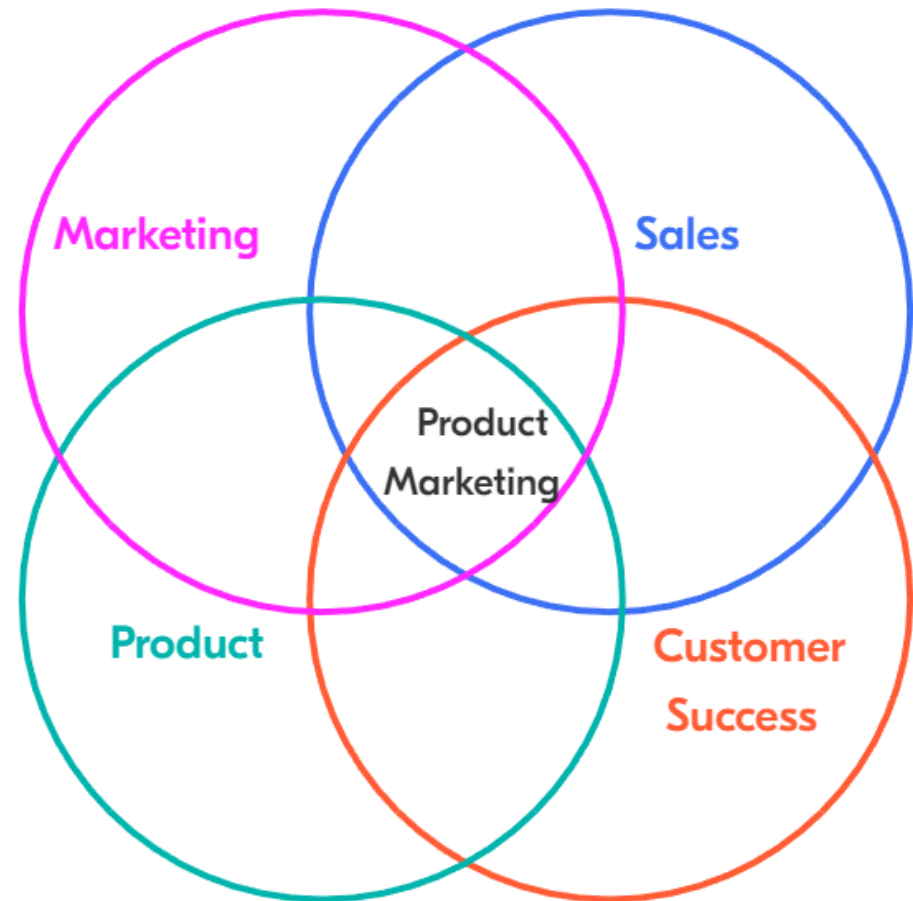 Marketing
Sales
Product
Marketing
Product
Customer
Success